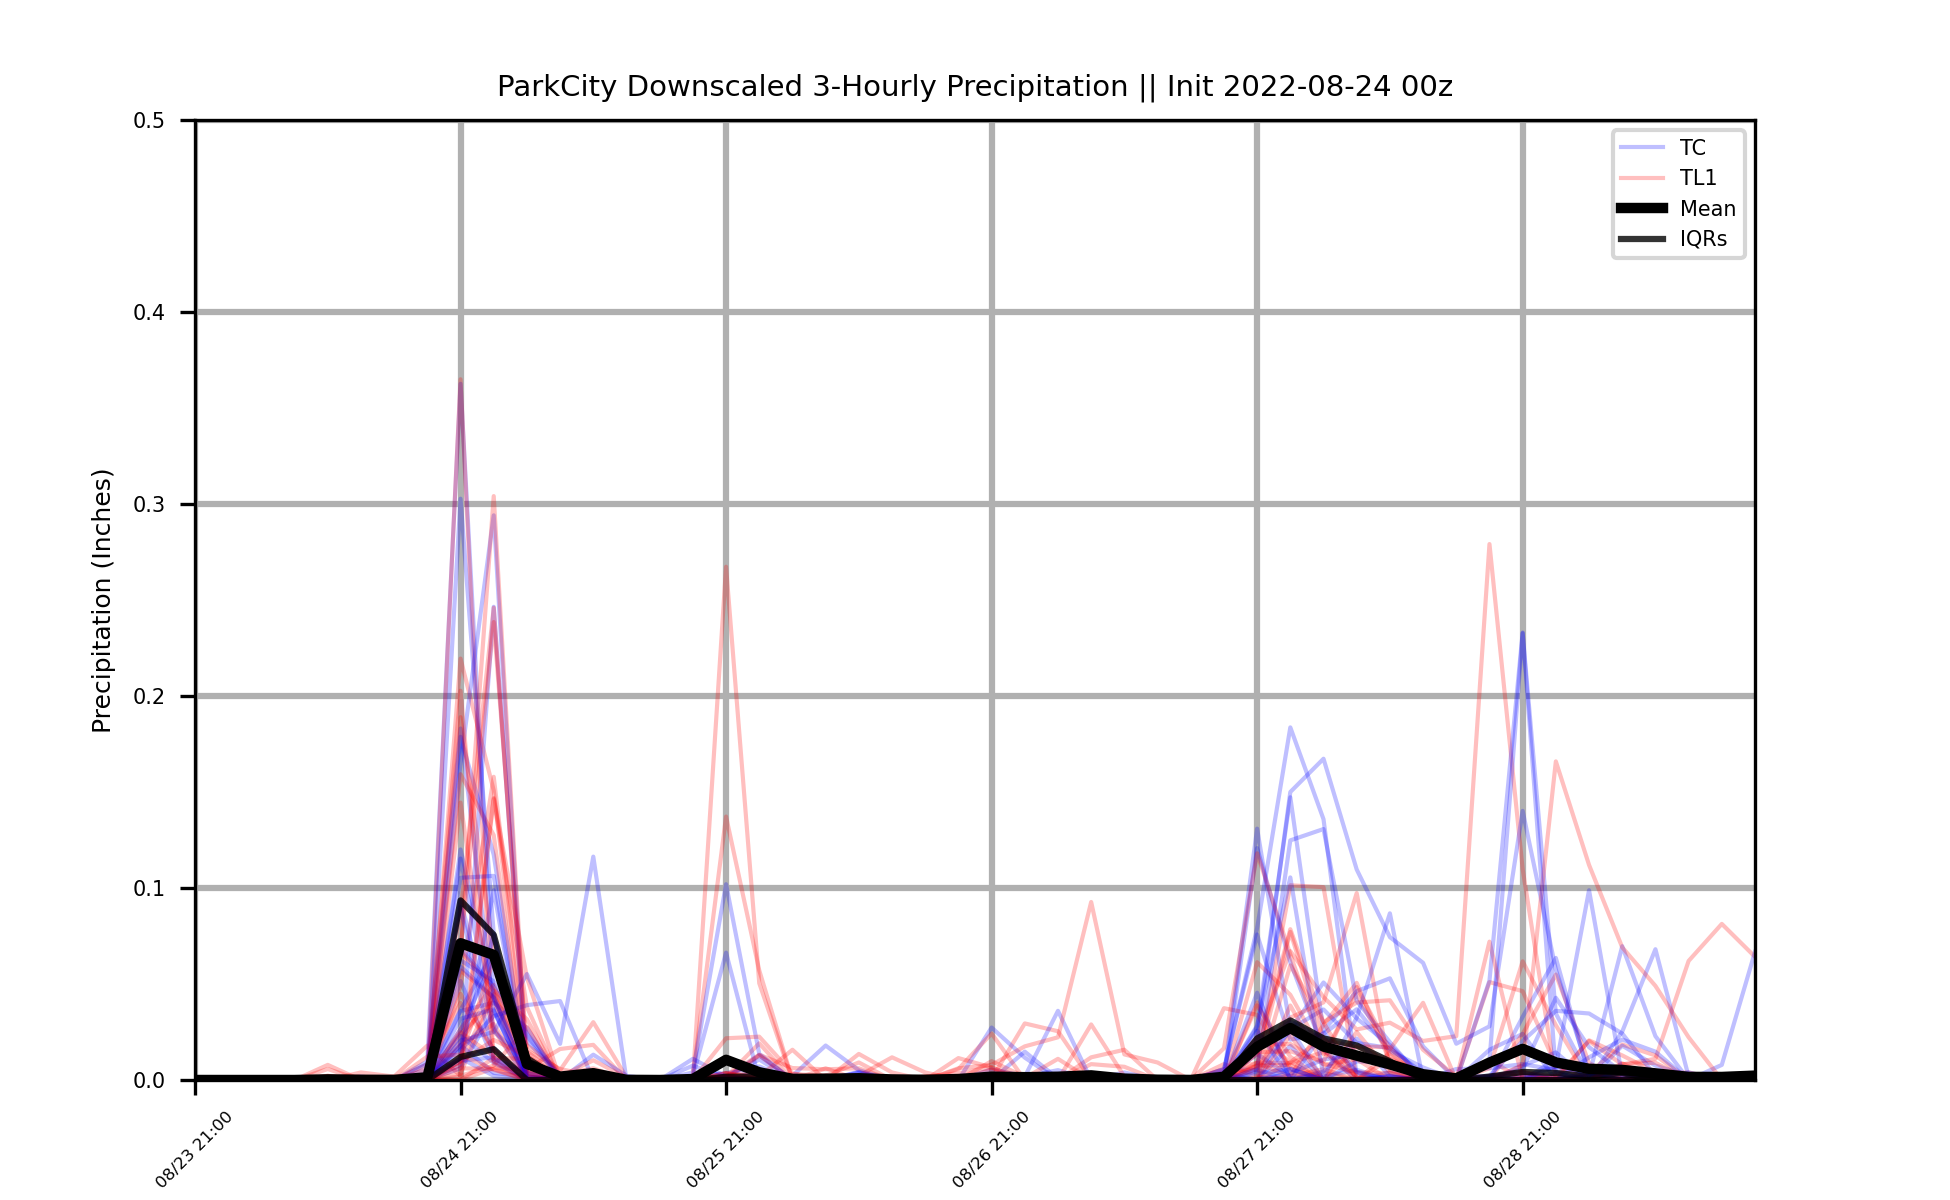 ParkCity Downscaled 3-Hourly Precipitation || Init 2022-08-24 00z
TC
TL1
Mean
IQRs
Precipitation (Inches)
0.5
0.4
0.3
0.2
0.1
0.0
08/23 21:00
08/24 21:00
08/25 21:00
08/26 21:00
08/27 21:00
08/28 21:00